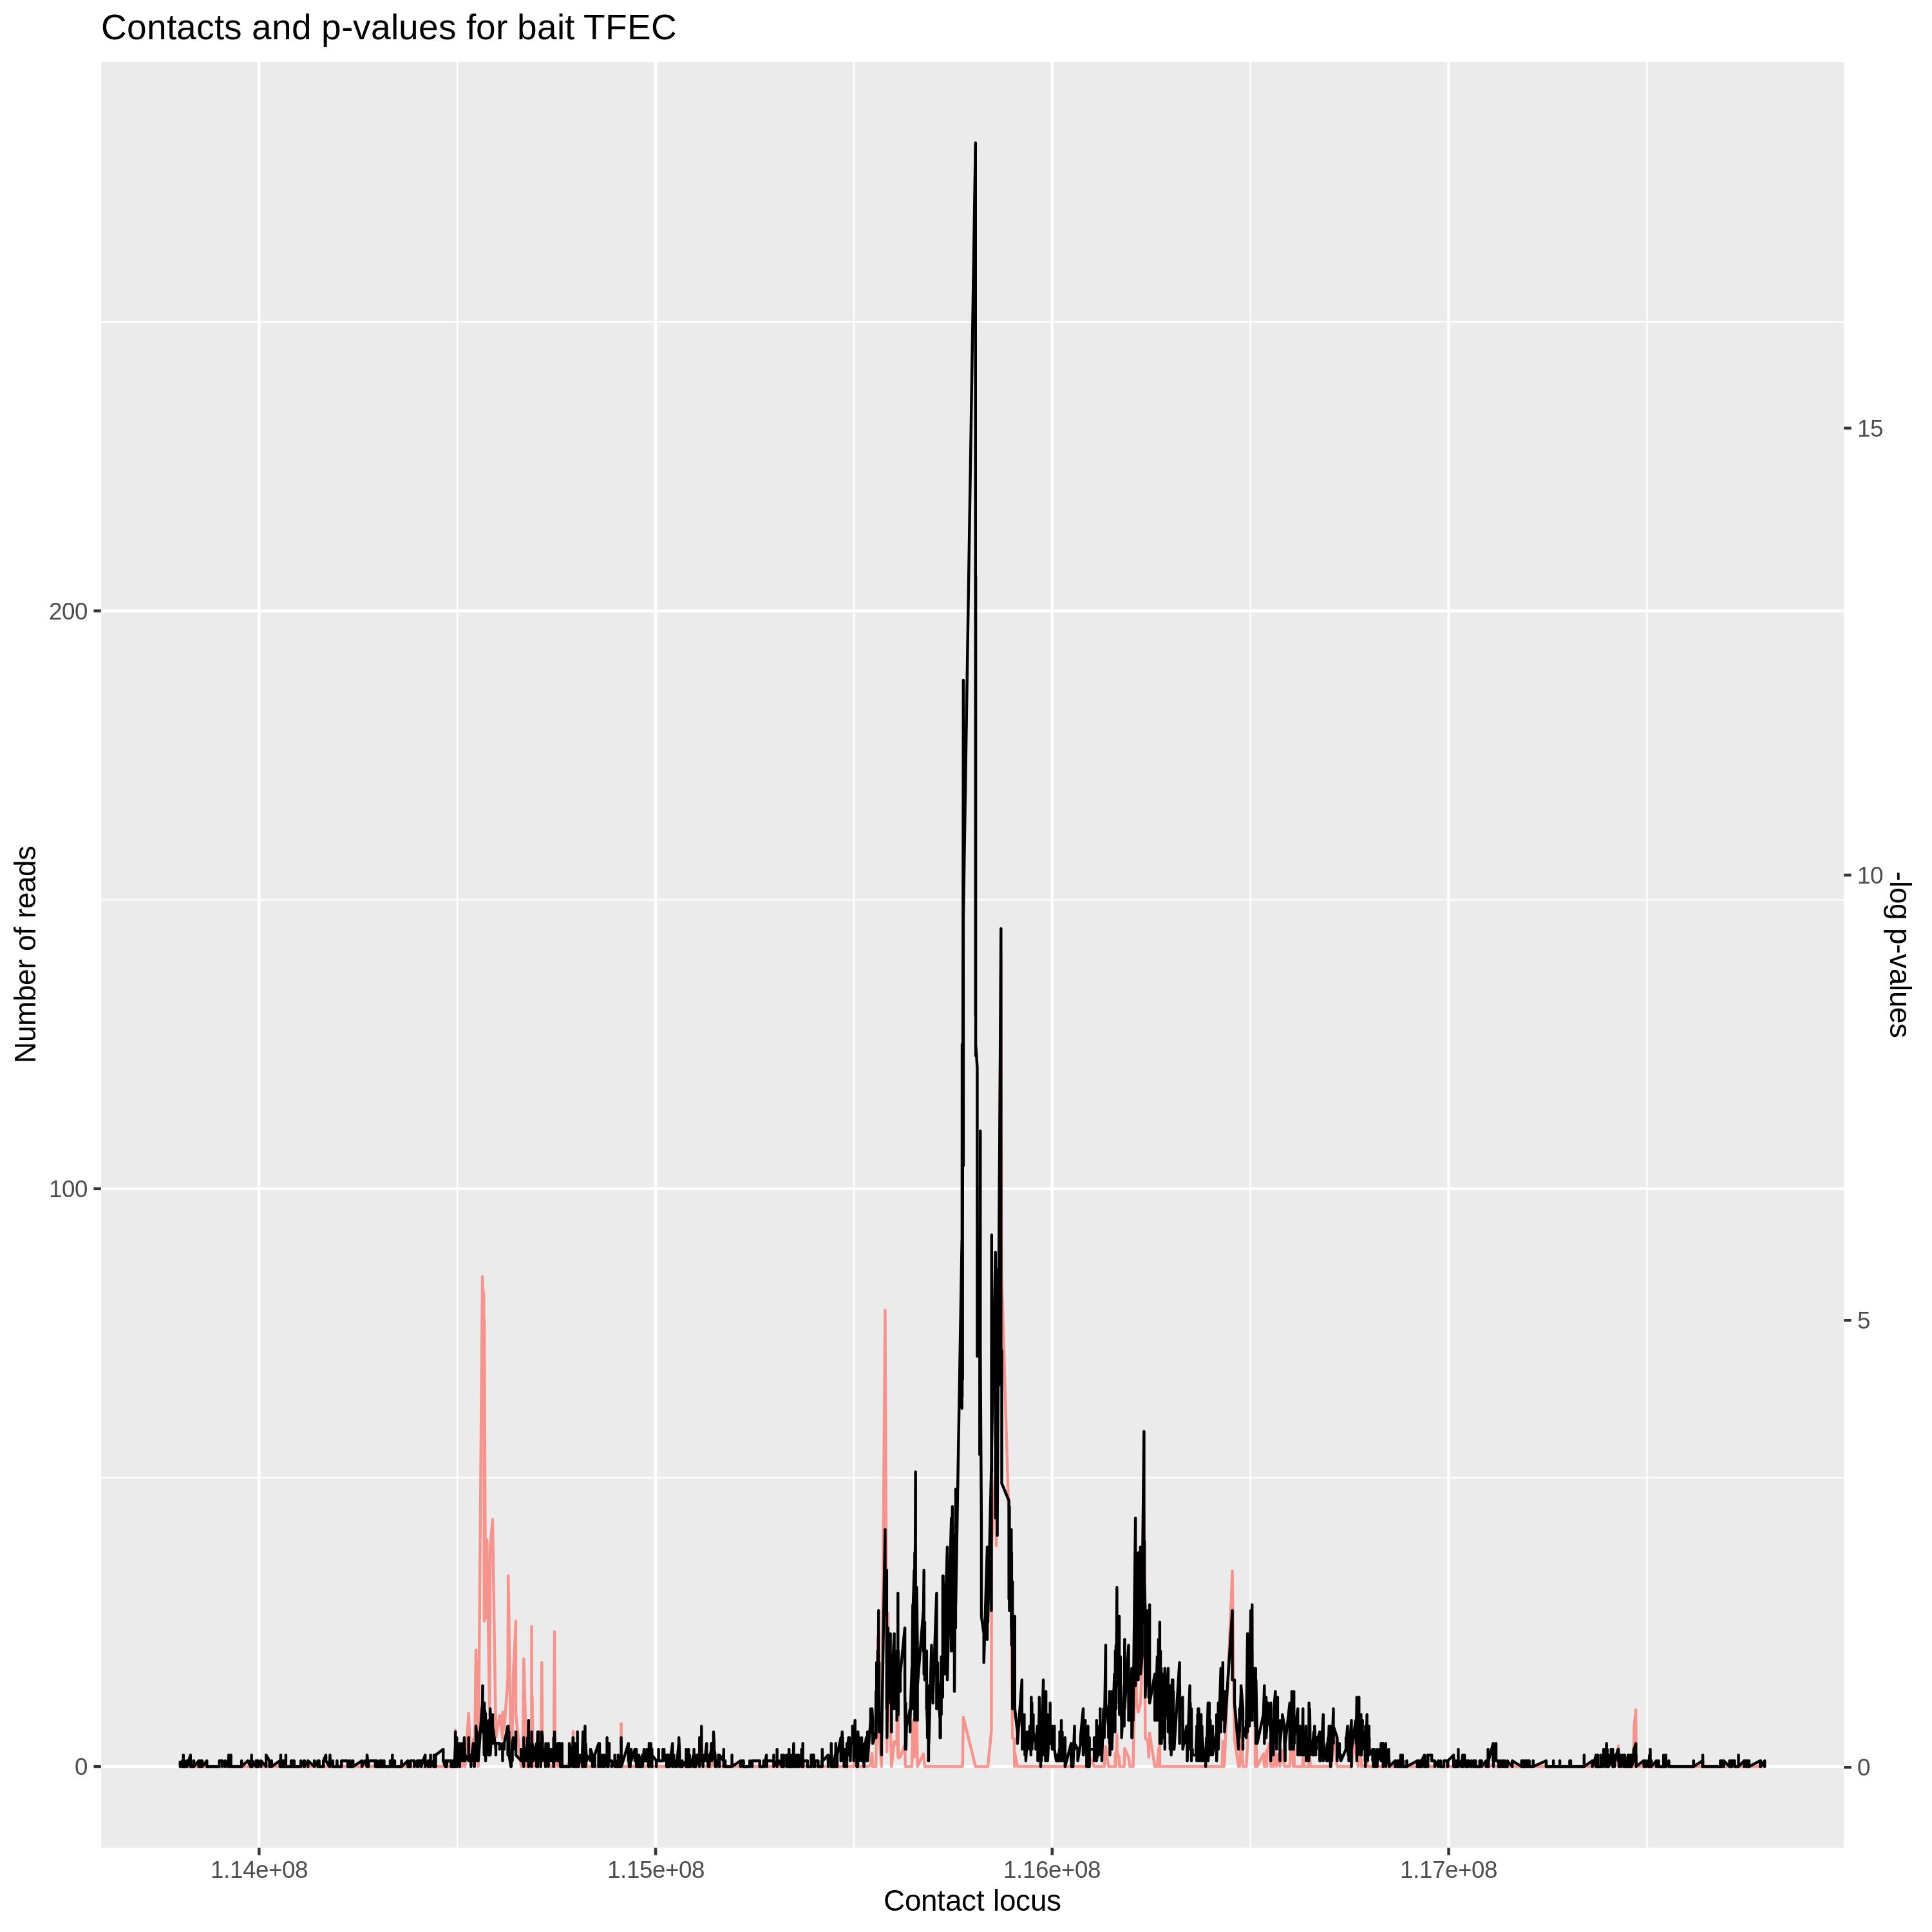 Contacts and p-values for bait TFEC
Number of reads
200
100
0
15
10
5
0
-log p-values
1.14e+08
1.15e+08
1.16e+08
1.17e+08
Contact locus